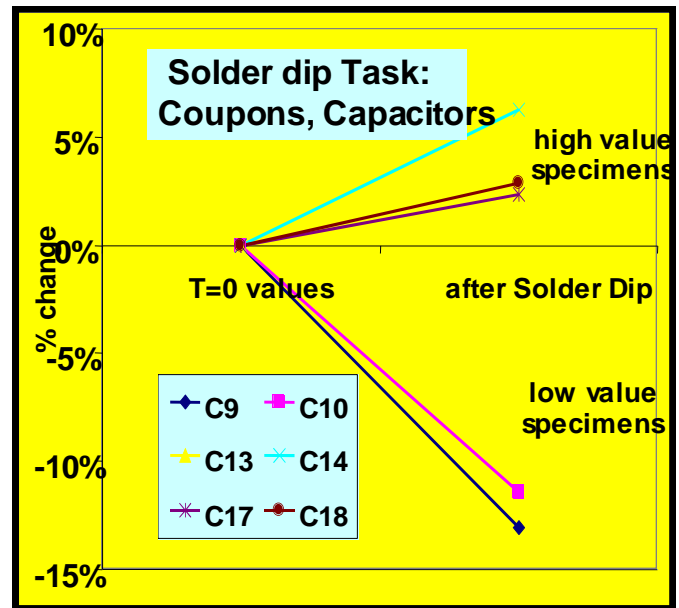 10%
Solder dip Task:
Coupons, Capacitors
5%
high value
specimens
0%
% change
T=0 values
after Solder Dip
-5%
low value
specimens
C9 C10
C13 C14
C17 C18
-10%
-15%